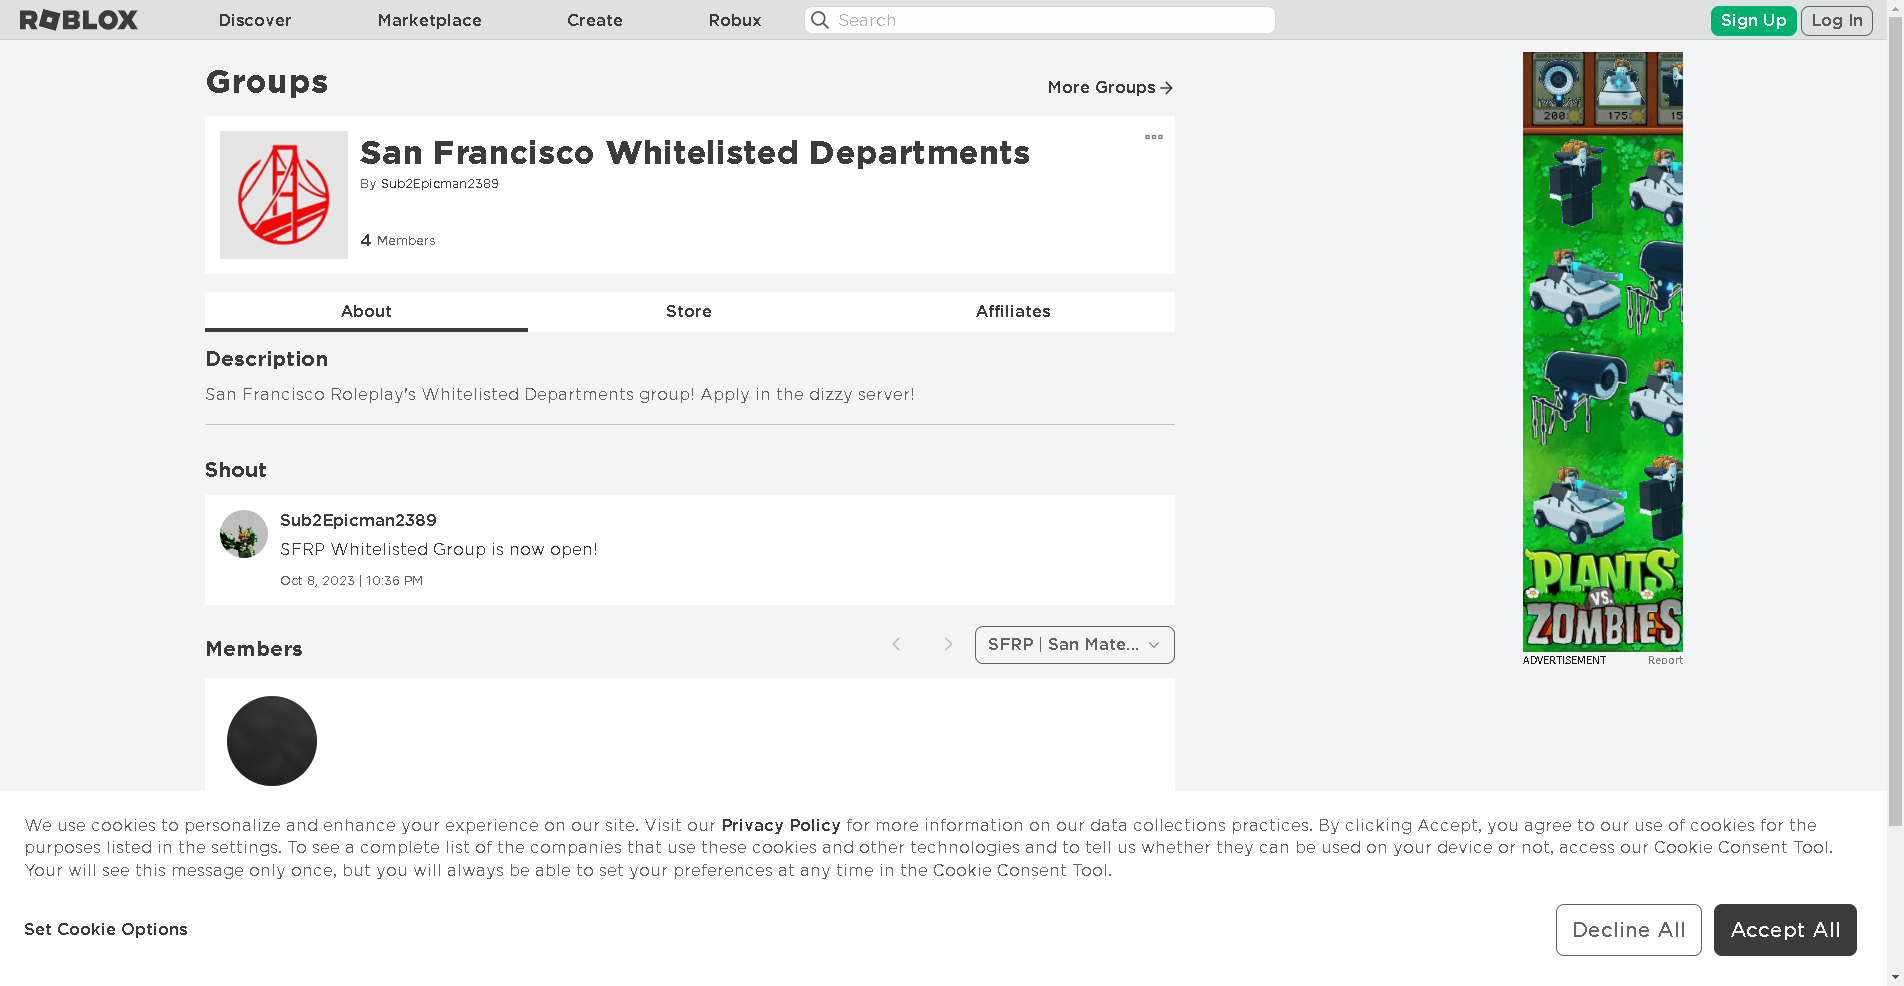 ROBLOX Discover Marketplace Create Robux Search Sign Up Log In
Groups
More Groups
San Francisco Whitelisted Departments
By Sub2Epicman2389
4 Members
About Store Affiliates
Description
San Francisco Roleplay's Whitelisted Departments group! Apply in the dizzy server!
Shout
Sub2Epicman2389
SFRP Whitelisted Group is now open!
Oct 8, 2023 | 10:36 PM
Members
SFRP | San Mate...
200 175 15
PLANTS
VS.
ZOMBIES
ADVERTISEMENT Report
We use cookies to personalize and enhance your experience on our site. Visit our Privacy Policy for more information on our data collections practices. By clicking Accept, you agree to our use of cookies for the
purposes listed in the settings. To see a complete list of the companies that use these cookies and other technologies and to tell us whether they can be used on your device or not, access our Cookie Consent Tool.
Your will see this message only once, but you will always be able to set your preferences at any time in the Cookie Consent Tool.
Set Cookie Options
Decline All
Accept All